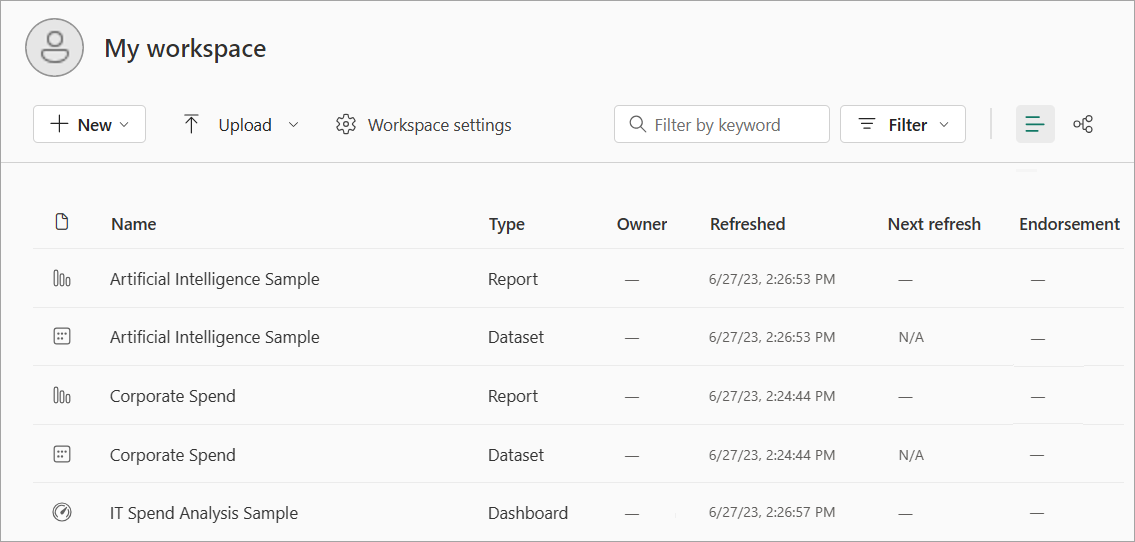 My workspace
New Upload Workspace settings Filter by keyword Filter
Name Type Owner Refreshed Next refresh Endorsement
Artificial Intelligence Sample Report — 6/27/23, 2:26:53 PM — —
Artificial Intelligence Sample Dataset — 6/27/23, 2:26:53 PM N/A —
Corporate Spend Report — 6/27/23, 2:24:44 PM — —
Corporate Spend Dataset — 6/27/23, 2:24:44 PM N/A —
IT Spend Analysis Sample Dashboard — 6/27/23, 2:26:57 PM — —